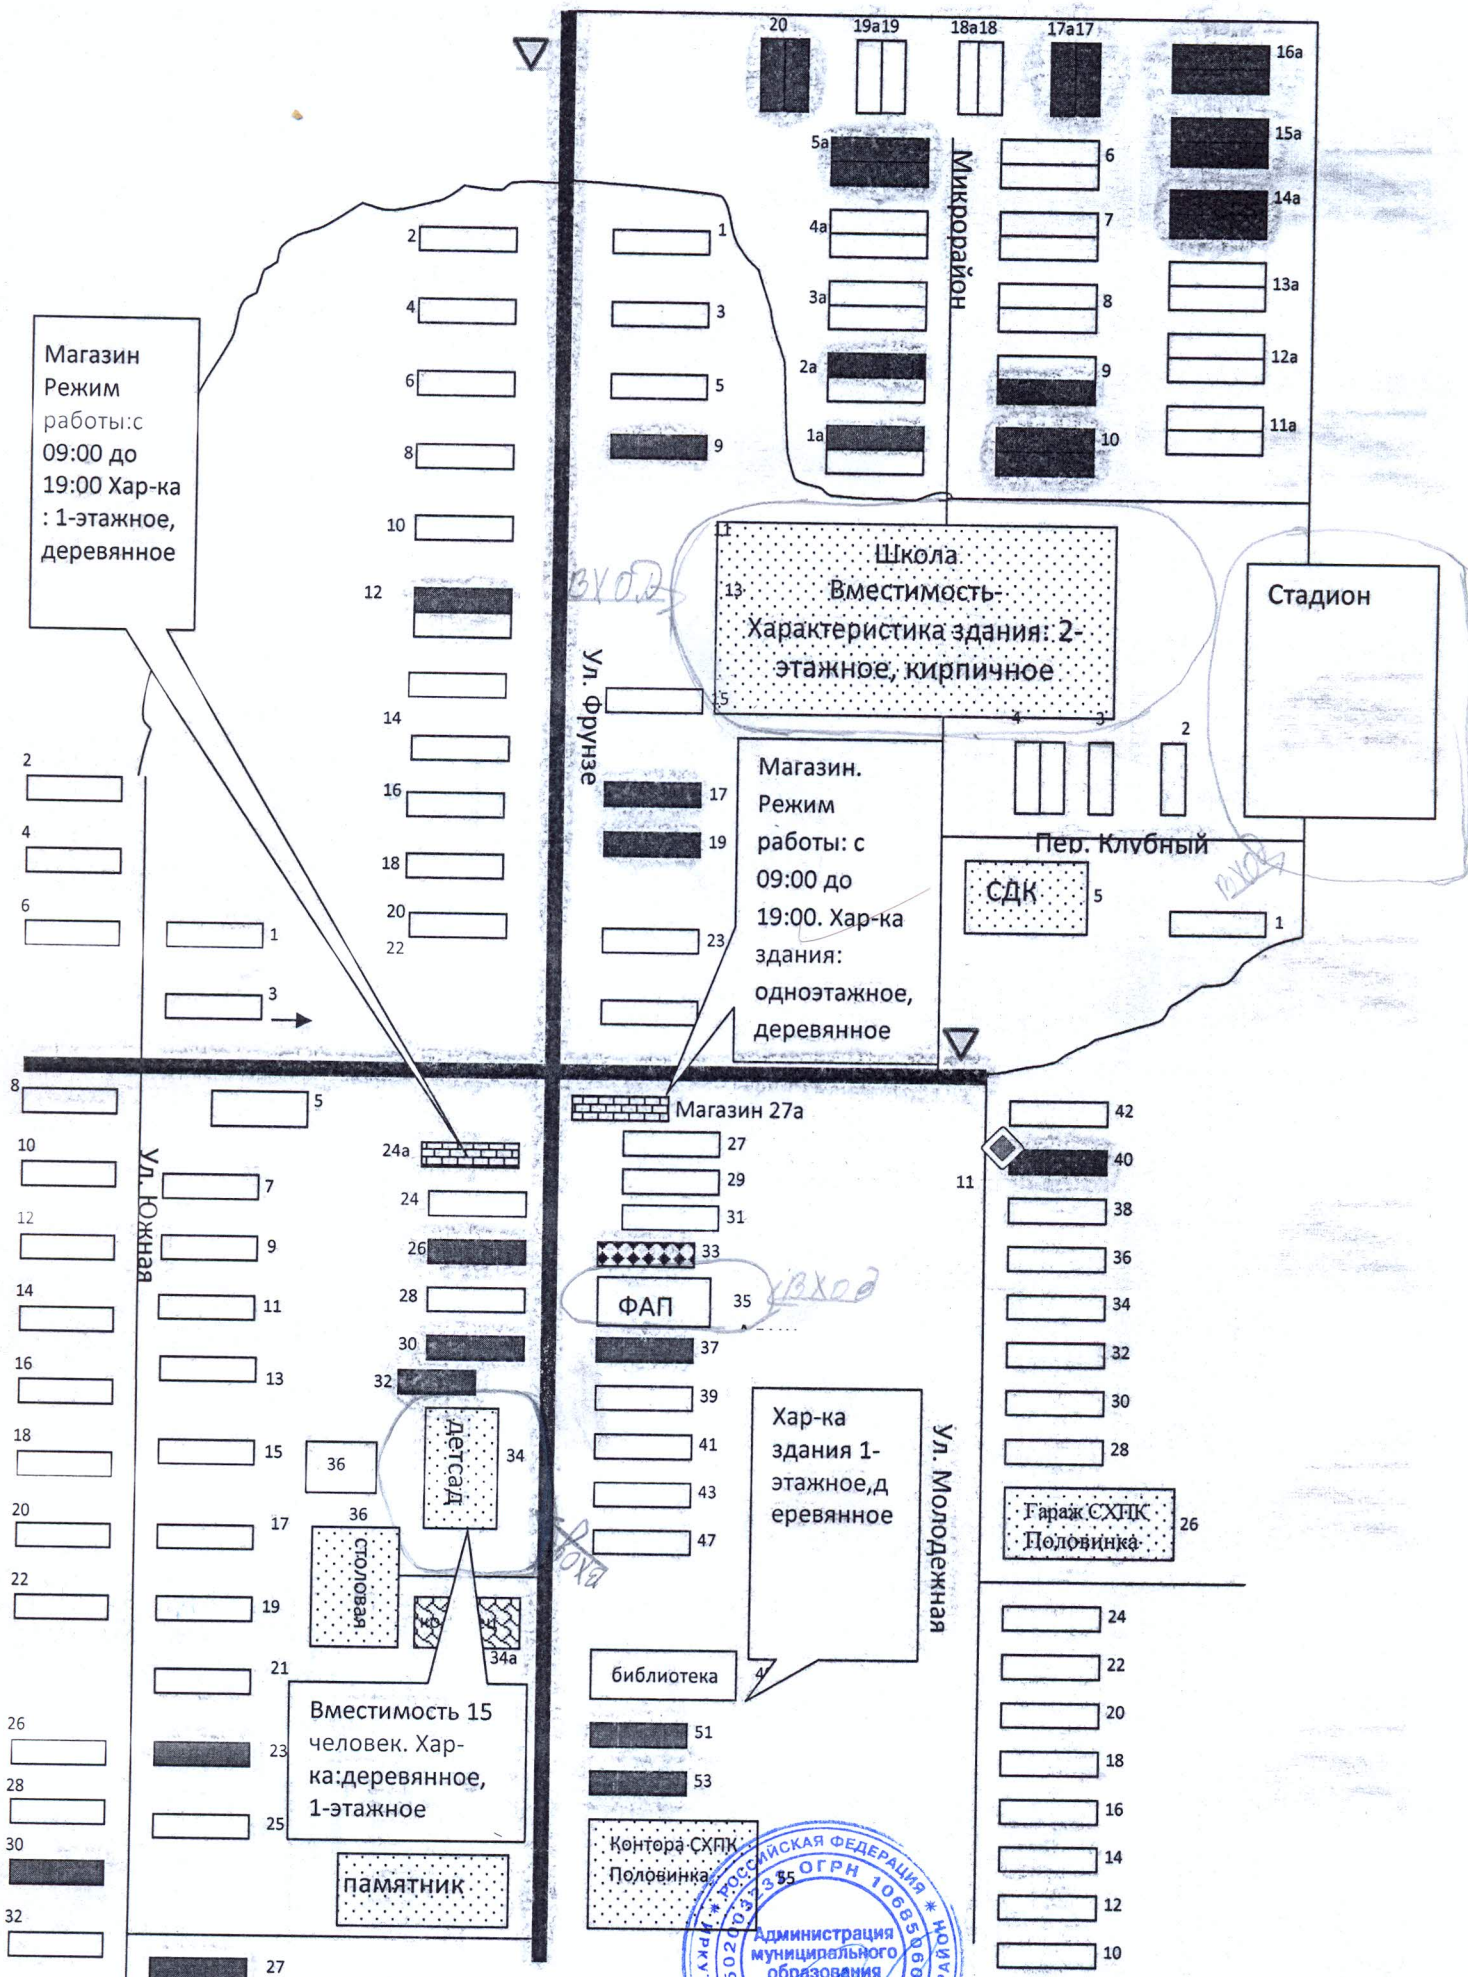 20
19а19
18а18
17а17
16а
15а
14а
13а
12а
11а
5а
4а
3а
2а
1а
Микрорайон
6
7
8
9
10
2
4
6
8
10
12
14
16
18
20
22
1
3
5
9
Магазин
Режим
работы:с
09:00 до
19:00 Хар-ка
: 1-этажное,
деревянное
11
13
Школа
Вместимость-
Характеристика здания: 2-
этажное, кирпичное
вход
Стадион
Ул. Фрунзе
15
17
19
23
4
3
2
Пер. Клубный
вход
СДК
5
1
Магазин.
Режим
работы: с
09:00 до
19:00. Хар-ка
здания:
одноэтажное,
деревянное
2
4
6
1
3
8
10
12
14
16
18
20
22
26
28
30
32
Ул. Южная
5
7
9
11
13
15
17
19
21
23
25
27
24а
24
26
28
30
32
детсад
34
36
36
столовая
34а
вход
Вместимость 15
человек. Хар-
ка:деревянное,
1-этажное
памятник
Магазин 27а
27
29
31
33
ФАП
35
вход
37
39
41
43
47
библиотека
51
53
Контора СХПК
Половинка
55
Хар-ка
здания 1-
этажное,д
еревянное
Ул. Молодежная
11
42
40
38
36
34
32
30
28
Гараж СХПК
Половинка
26
24
22
20
18
16
14
12
10
РОССИЙСКАЯ ФЕДЕРАЦИЯ
ОГРН
Администрация
муниципального
образования